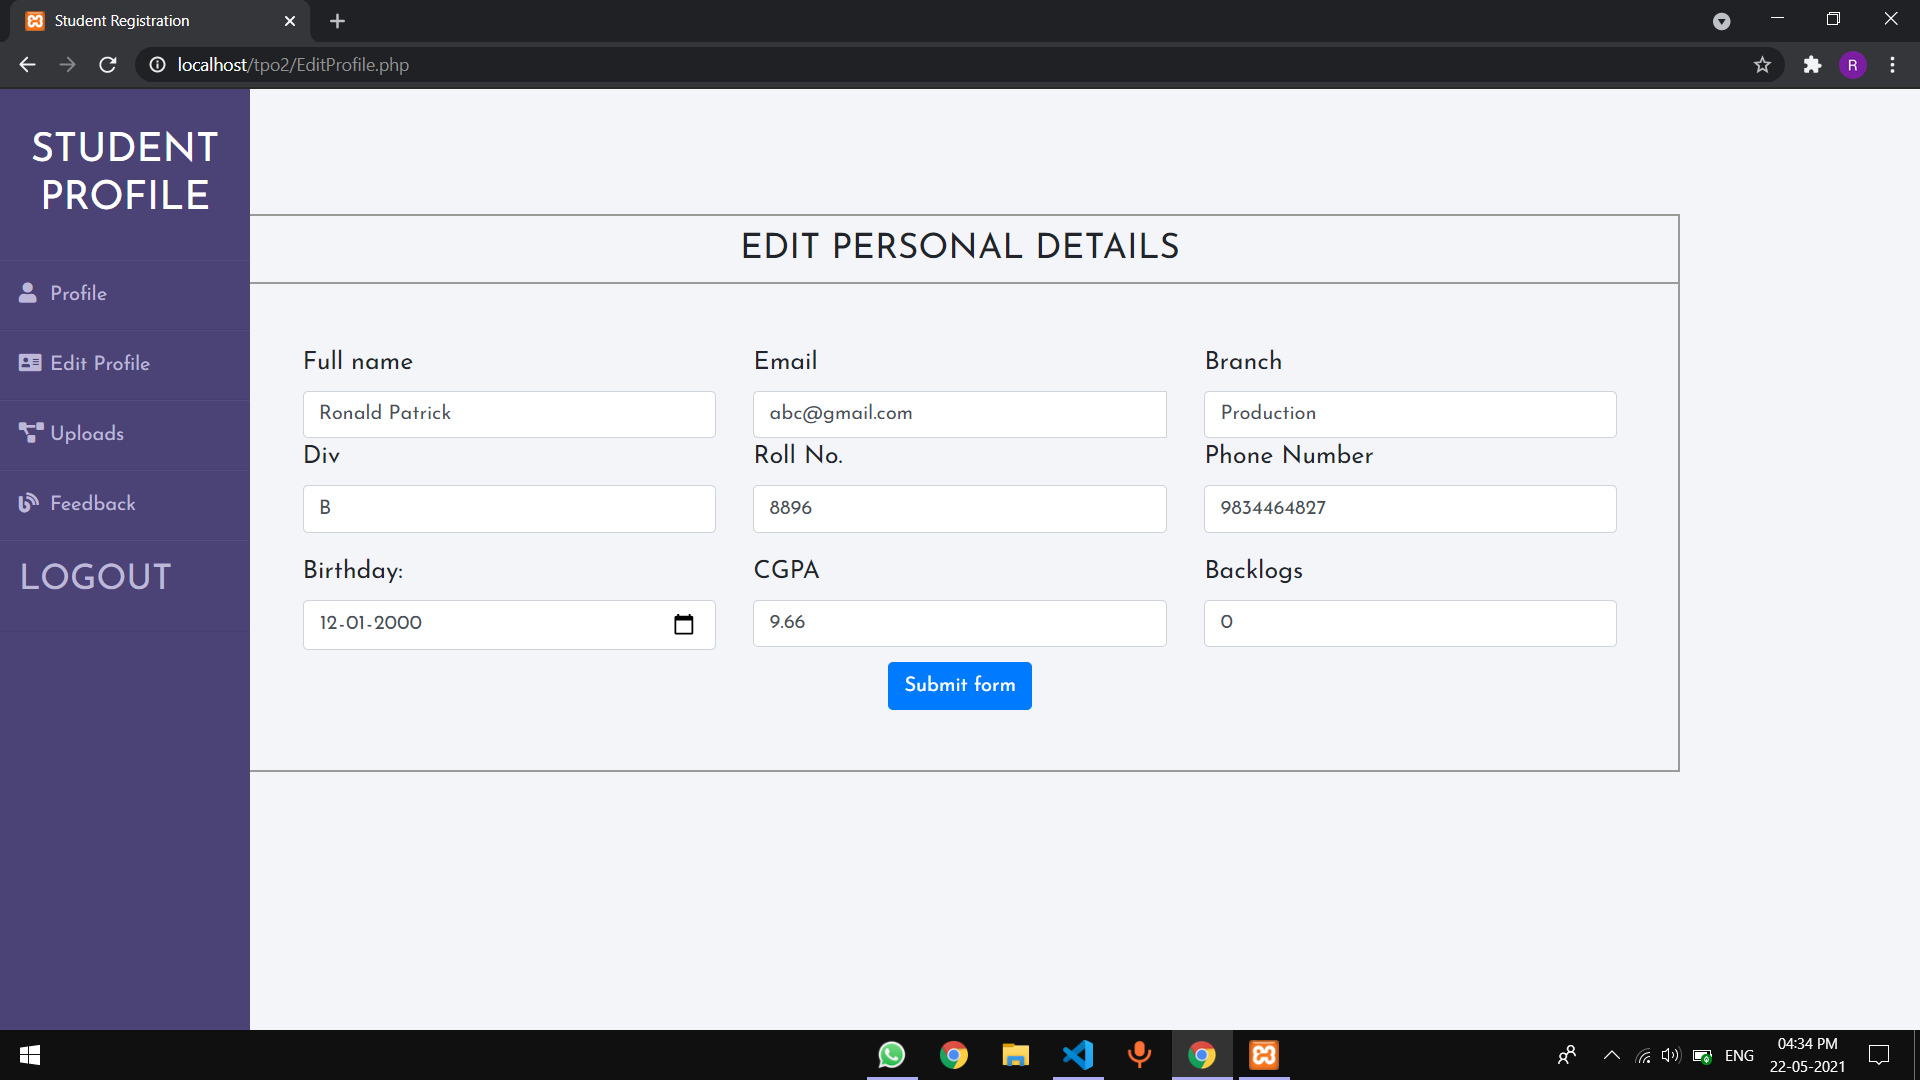 Student Registration
localhost/tpo2/EditProfile.php
R
STUDENT
PROFILE
Profile
Edit Profile
Uploads
Feedback
LOGOUT
EDIT PERSONAL DETAILS
Full name Email Branch
Ronald Patrick abc@gmail.com Production
Div Roll No. Phone Number
B 8896 9834464827
Birthday: CGPA Backlogs
12-01-2000 9.66 0
Submit form
ENG
04:34 PM
22-05-2021